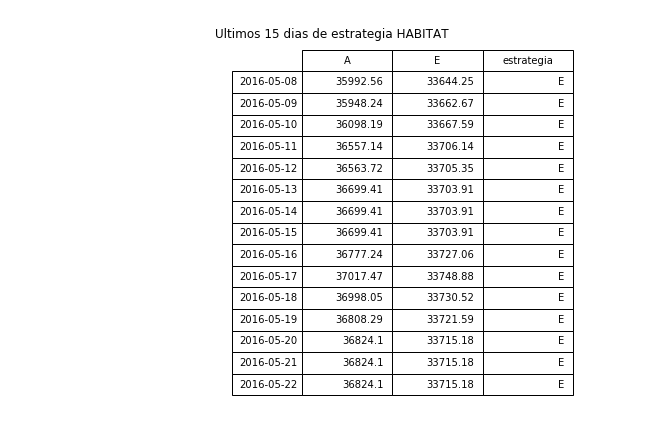 Ultimos 15 dias de estrategia HABITAT
A E estrategia
2016-05-08 35992.56 33644.25 E
2016-05-09 35948.24 33662.67 E
2016-05-10 36098.19 33667.59 E
2016-05-11 36557.14 33706.14 E
2016-05-12 36563.72 33705.35 E
2016-05-13 36699.41 33703.91 E
2016-05-14 36699.41 33703.91 E
2016-05-15 36699.41 33703.91 E
2016-05-16 36777.24 33727.06 E
2016-05-17 37017.47 33748.88 E
2016-05-18 36998.05 33730.52 E
2016-05-19 36808.29 33721.59 E
2016-05-20 36824.1 33715.18 E
2016-05-21 36824.1 33715.18 E
2016-05-22 36824.1 33715.18 E